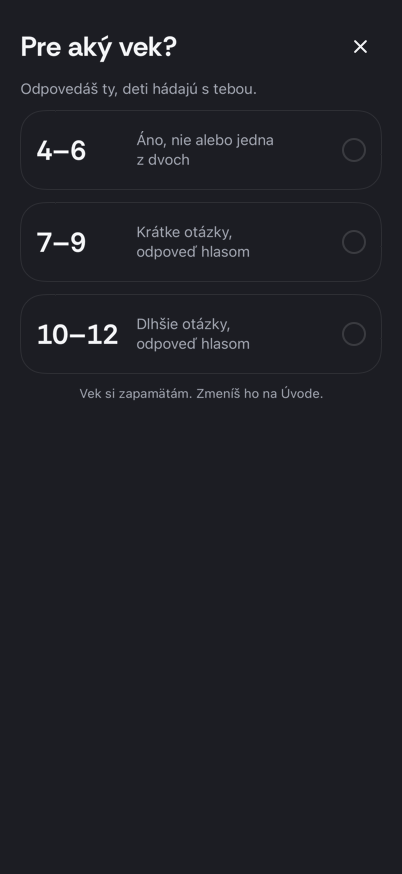 Pre aký vek?
Odpovedáš ty, deti hádajú s tebou.
4–6
Áno, nie alebo jedna
z dvoch
7–9
Krátke otázky,
odpoveď hlasom
10–12
Dlhšie otázky,
odpoveď hlasom
Vek si zapamätám. Zmeníš ho na Úvode.